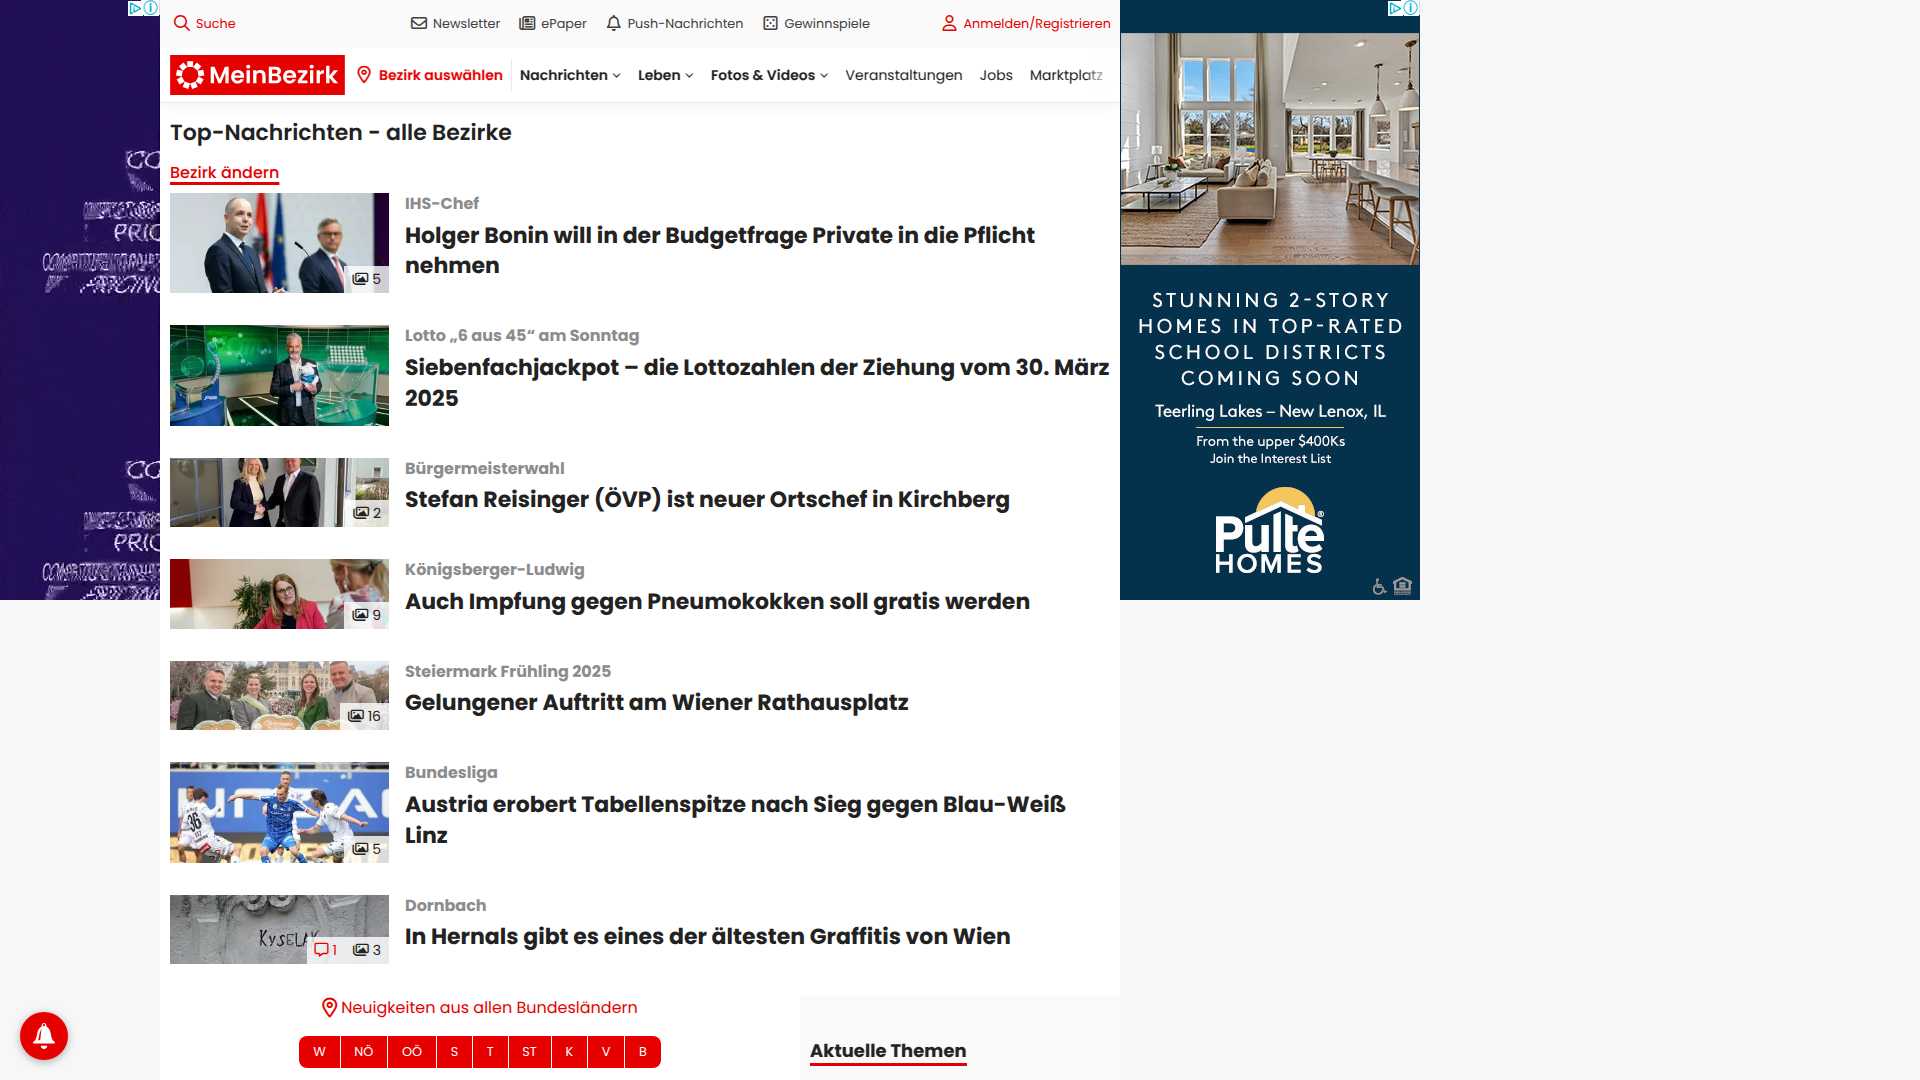 Suche
Newsletter
ePaper
Push-Nachrichten
Gewinnspiele
Anmelden/Registrieren
MeinBezirk
Bezirk auswählen
Nachrichten
Leben
Fotos & Videos
Veranstaltungen
Jobs
Marktplatz
Top-Nachrichten - alle Bezirke
Bezirk ändern
5
IHS-Chef
Holger Bonin will in der Budgetfrage Private in die Pflicht
nehmen
Lotto „6 aus 45“ am Sonntag
Siebenfachjackpot – die Lottozahlen der Ziehung vom 30. März
2025
2
Bürgermeisterwahl
Stefan Reisinger (ÖVP) ist neuer Ortschef in Kirchberg
9
Königsberger-Ludwig
Auch Impfung gegen Pneumokokken soll gratis werden
16
Steiermark Frühling 2025
Gelungener Auftritt am Wiener Rathausplatz
36
5
Bundesliga
Austria erobert Tabellenspitze nach Sieg gegen Blau-Weiß
Linz
KYSELAK
1
3
Dornbach
In Hernals gibt es eines der ältesten Graffitis von Wien
Neuigkeiten aus allen Bundesländern
W
NÖ
OÖ
S
T
ST
K
V
B
Aktuelle Themen
STUNNING 2-STORY
HOMES IN TOP-RATED
SCHOOL DISTRICTS
COMING SOON
Teerling Lakes – New Lenox, IL
From the upper $400Ks
Join the Interest List
Pulte®
HOMES